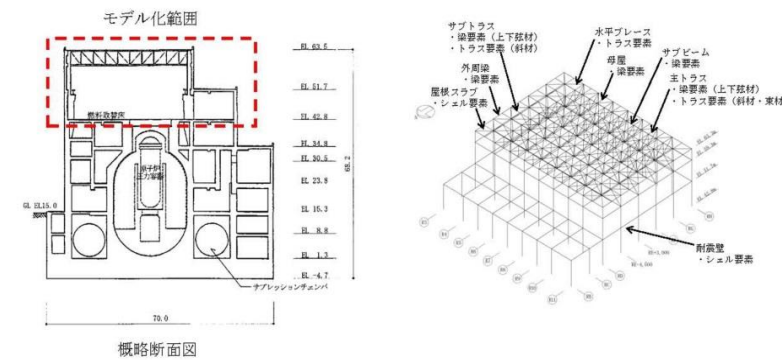 モデル化範囲
EL 63.5
EL 51.7
EL 42.8
EL 34.8
EL 30.5
EL 23.8
EL 15.3
EL 8.8
EL 1.3
EL -4.7
65.2
燃料取替床
原子炉
圧力容器
GL EL15.0
サプレッションチェンバ
70.0
概略断面図
サブトラス
・梁要素（上下弦材）
・トラス要素（斜材）
外周梁
・梁要素
屋根スラブ
・シェル要素
水平ブレース
・トラス要素
母屋
・梁要素
サブビーム
・梁要素
主トラス
・梁要素（上下弦材）
・トラス要素（斜材・束材）
耐震壁
・シェル要素